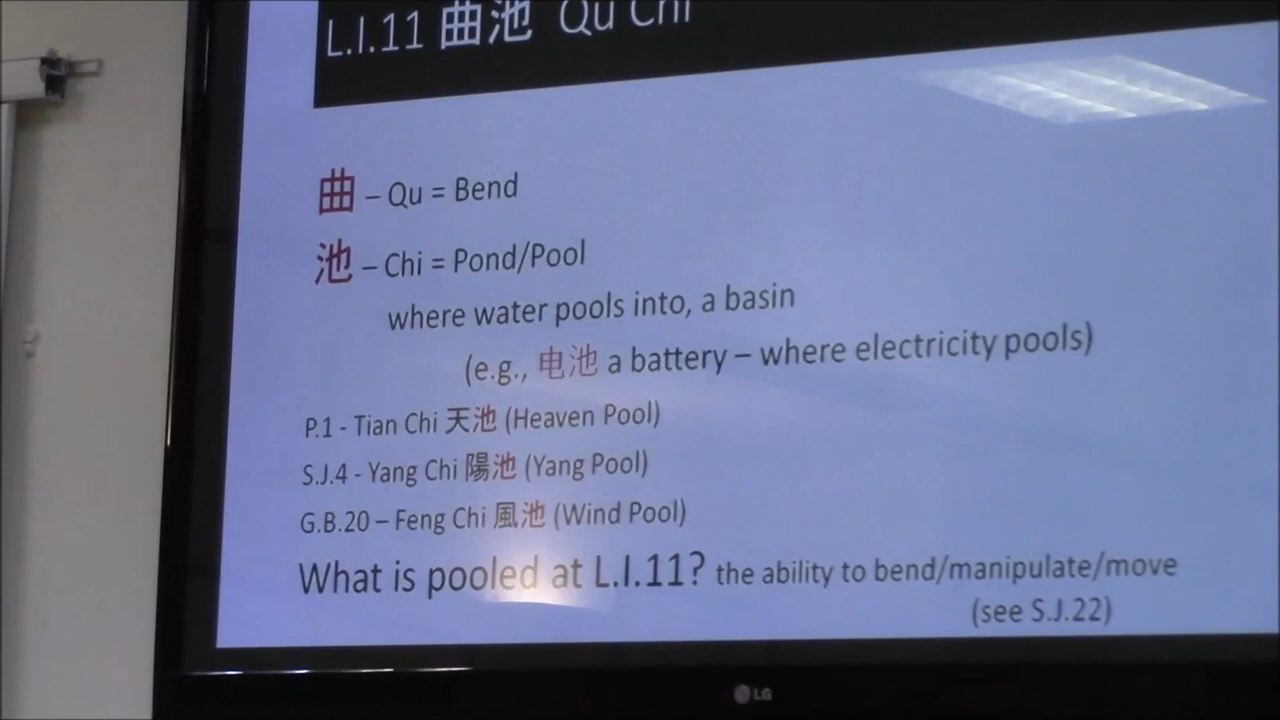 L.I.11 曲池 Qu Chi
曲 – Qu = Bend
池 – Chi = Pond/Pool
where water pools into, a basin
(e.g., 电池 a battery – where electricity pools)
P.1 - Tian Chi 天池 (Heaven Pool)
S.J.4 - Yang Chi 陽池 (Yang Pool)
G.B.20 – Feng Chi 風池 (Wind Pool)
What is pooled at L.I.11? the ability to bend/manipulate/move
(see S.J.22)
LG